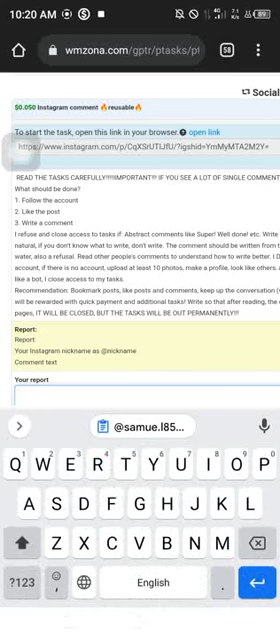 10:20 AM
4G
7.1
K/s
71
wmzona.com/gptr/ptasks/pt
58
Social
$0.050 Instagram comment 🔥reusable🔥
To start the task, open this link in your browser. open link
https://www.instagram.com/p/CqXSrUTlJfU/?igshid=YmMyMTA2M2Y=
READ THE TASKS CAREFULLY!!!!!IMPORTANT!!! IF YOU SEE A LOT OF SINGLE COMMENT
What should be done?
1. Follow the account
2. Like the post
3. Write a comment
I refuse and close access to tasks if: Abstract comments like Super! Well done! etc. Write
natural, if you don't know what to write, don't write. The comment should be written from t
water, also a refusal. Read other people's comments to understand how to write better. I D
account, if there is no account, upload at least 10 photos, make a profile, look like others, a
like a bot, I close access to my tasks.
Recommendation: Bookmark posts, like posts and comments, keep up the conversation (
will be rewarded with quick payment and additional tasks! Write so that after reading, the
pages, IT WILL BE CLOSED, BUT THE TASKS WILL BE OUT PERMANENTLY!!!
Report:
Report
Your Instagram nickname as @nickname
Comment text
Your report
@samue.l85...
Q W E R T Y U I O P
A S D F G H J K L
Z X C V B N M
?123 , English .